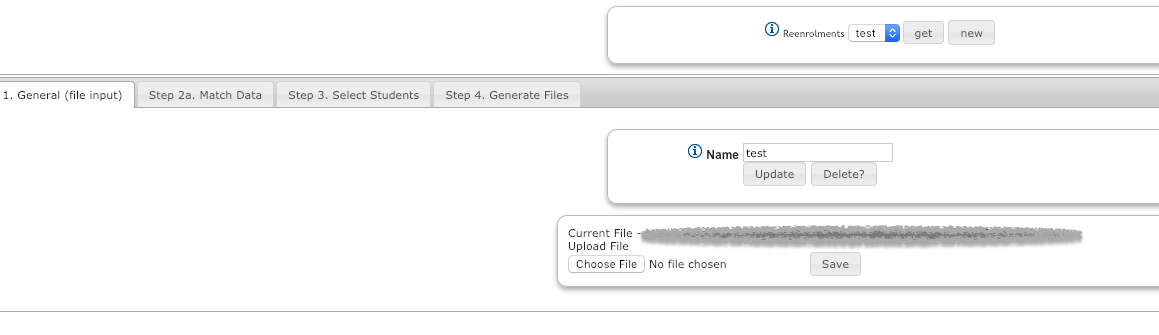 Reenrolments test get new
1. General (file input) Step 2a. Match Data Step 3. Select Students Step 4. Generate Files
Name test
Update Delete?
Current File -
Upload File
Choose File No file chosen Save